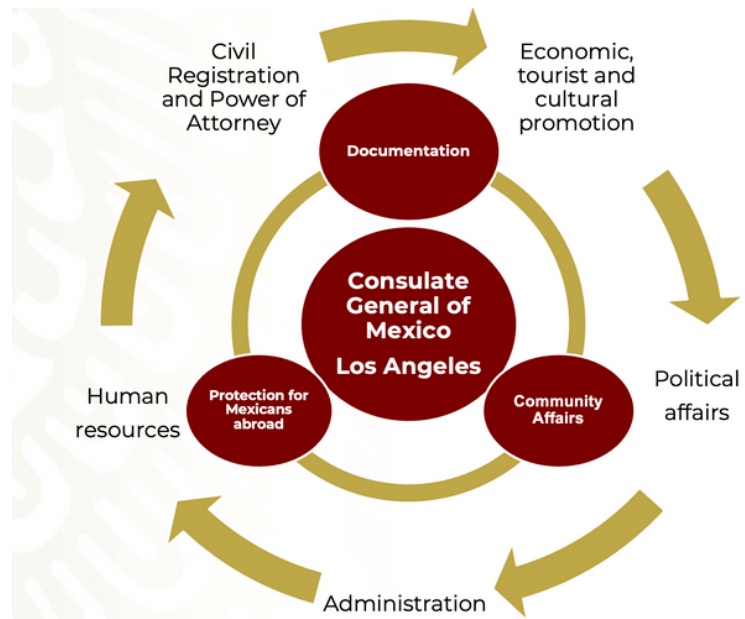 Civil
Registration
and Power of
Attorney
Economic,
tourist and
cultural
promotion
Documentation
Consulate
General of
Mexico
Los Angeles
Protection for
Mexicans
abroad
Community
Affairs
Human
resources
Political
affairs
Administration